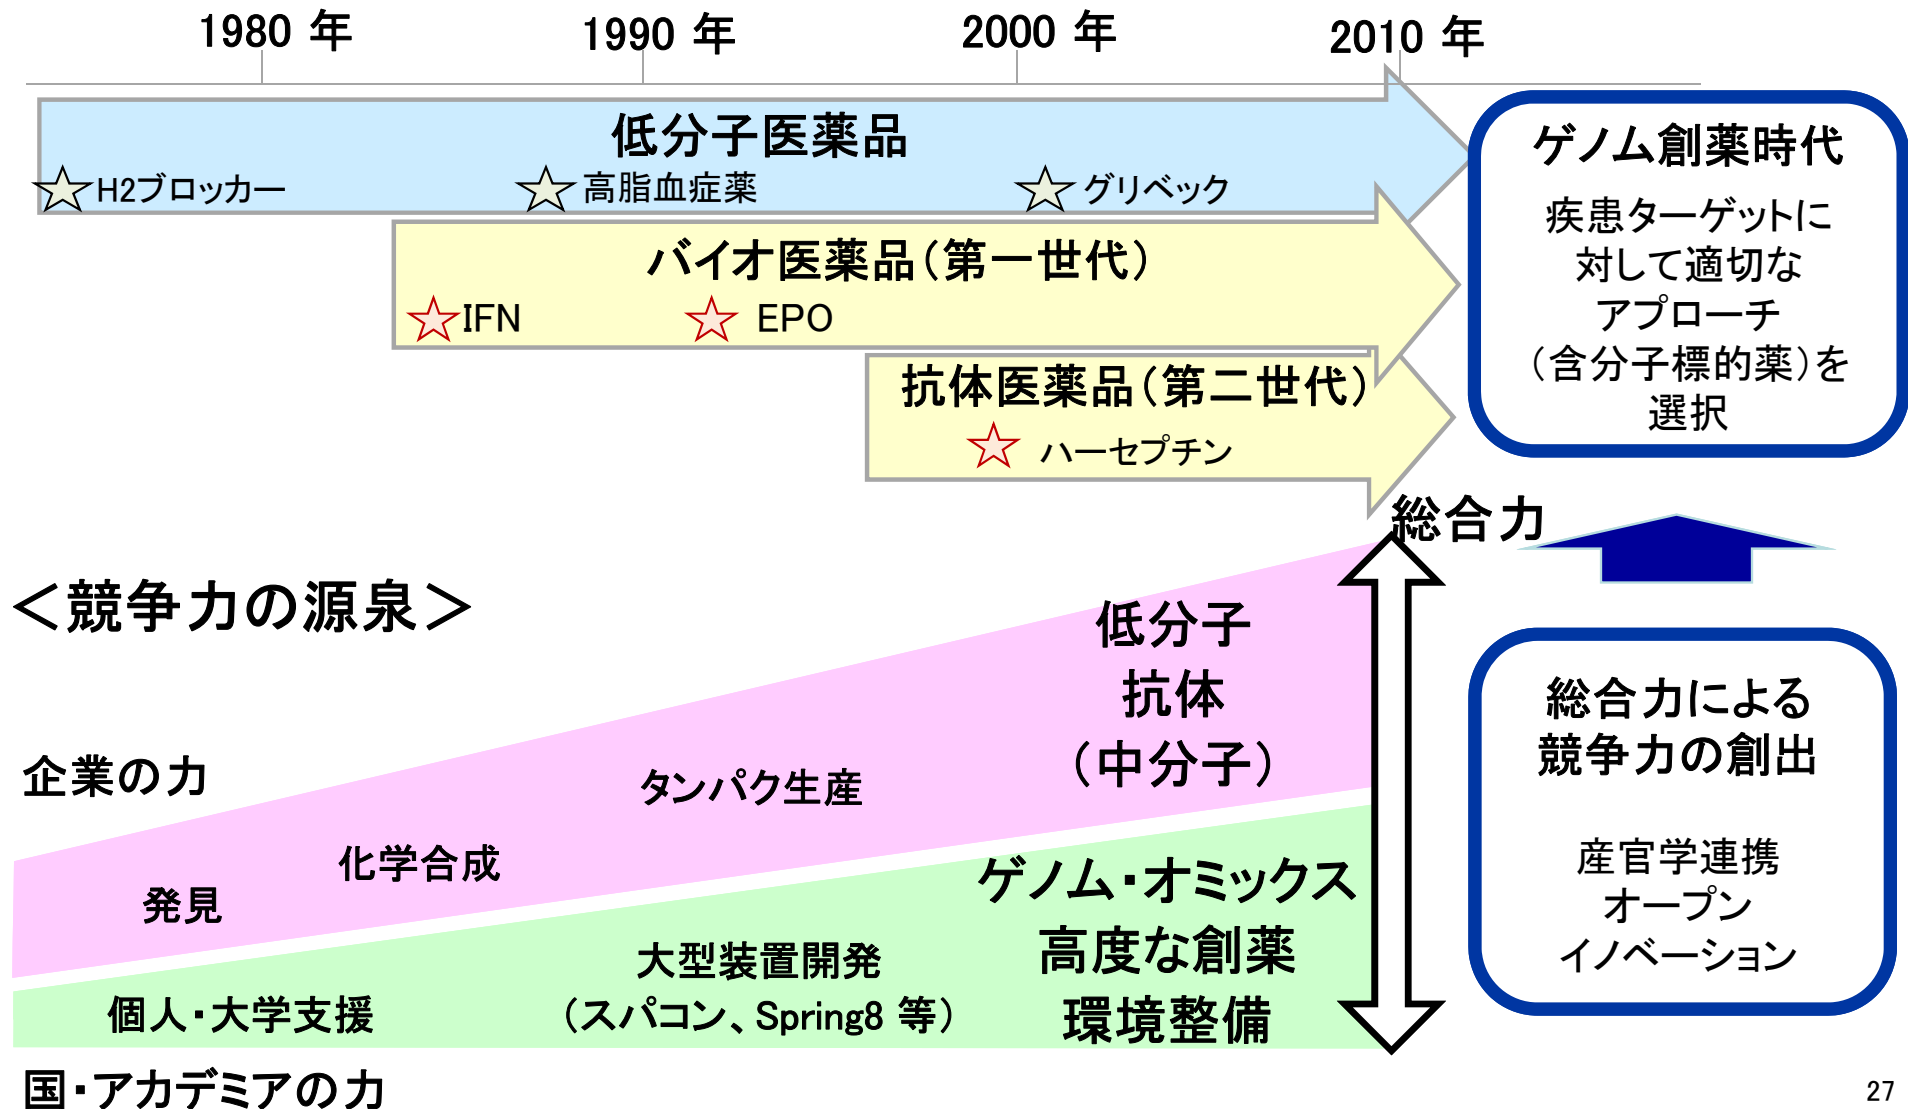 1980 年
1990 年
2000 年
2010 年
低分子医薬品
H2ブロッカー
高脂血症薬
グリベック
バイオ医薬品(第一世代)
IFN
EPO
抗体医薬品(第二世代)
ハーセプチン
ゲノム創薬時代
疾患ターゲットに
対して適切な
アプローチ
(含分子標的薬)を
選択
総合力
<競争力の源泉>
低分子
抗体
(中分子)
企業の力
タンパク生産
化学合成
発見
ゲノム・オミックス
高度な創薬
環境整備
大型装置開発
(スパコン、Spring8 等)
個人・大学支援
国・アカデミアの力
総合力による
競争力の創出
産官学連携
オープン
イノベーション
27